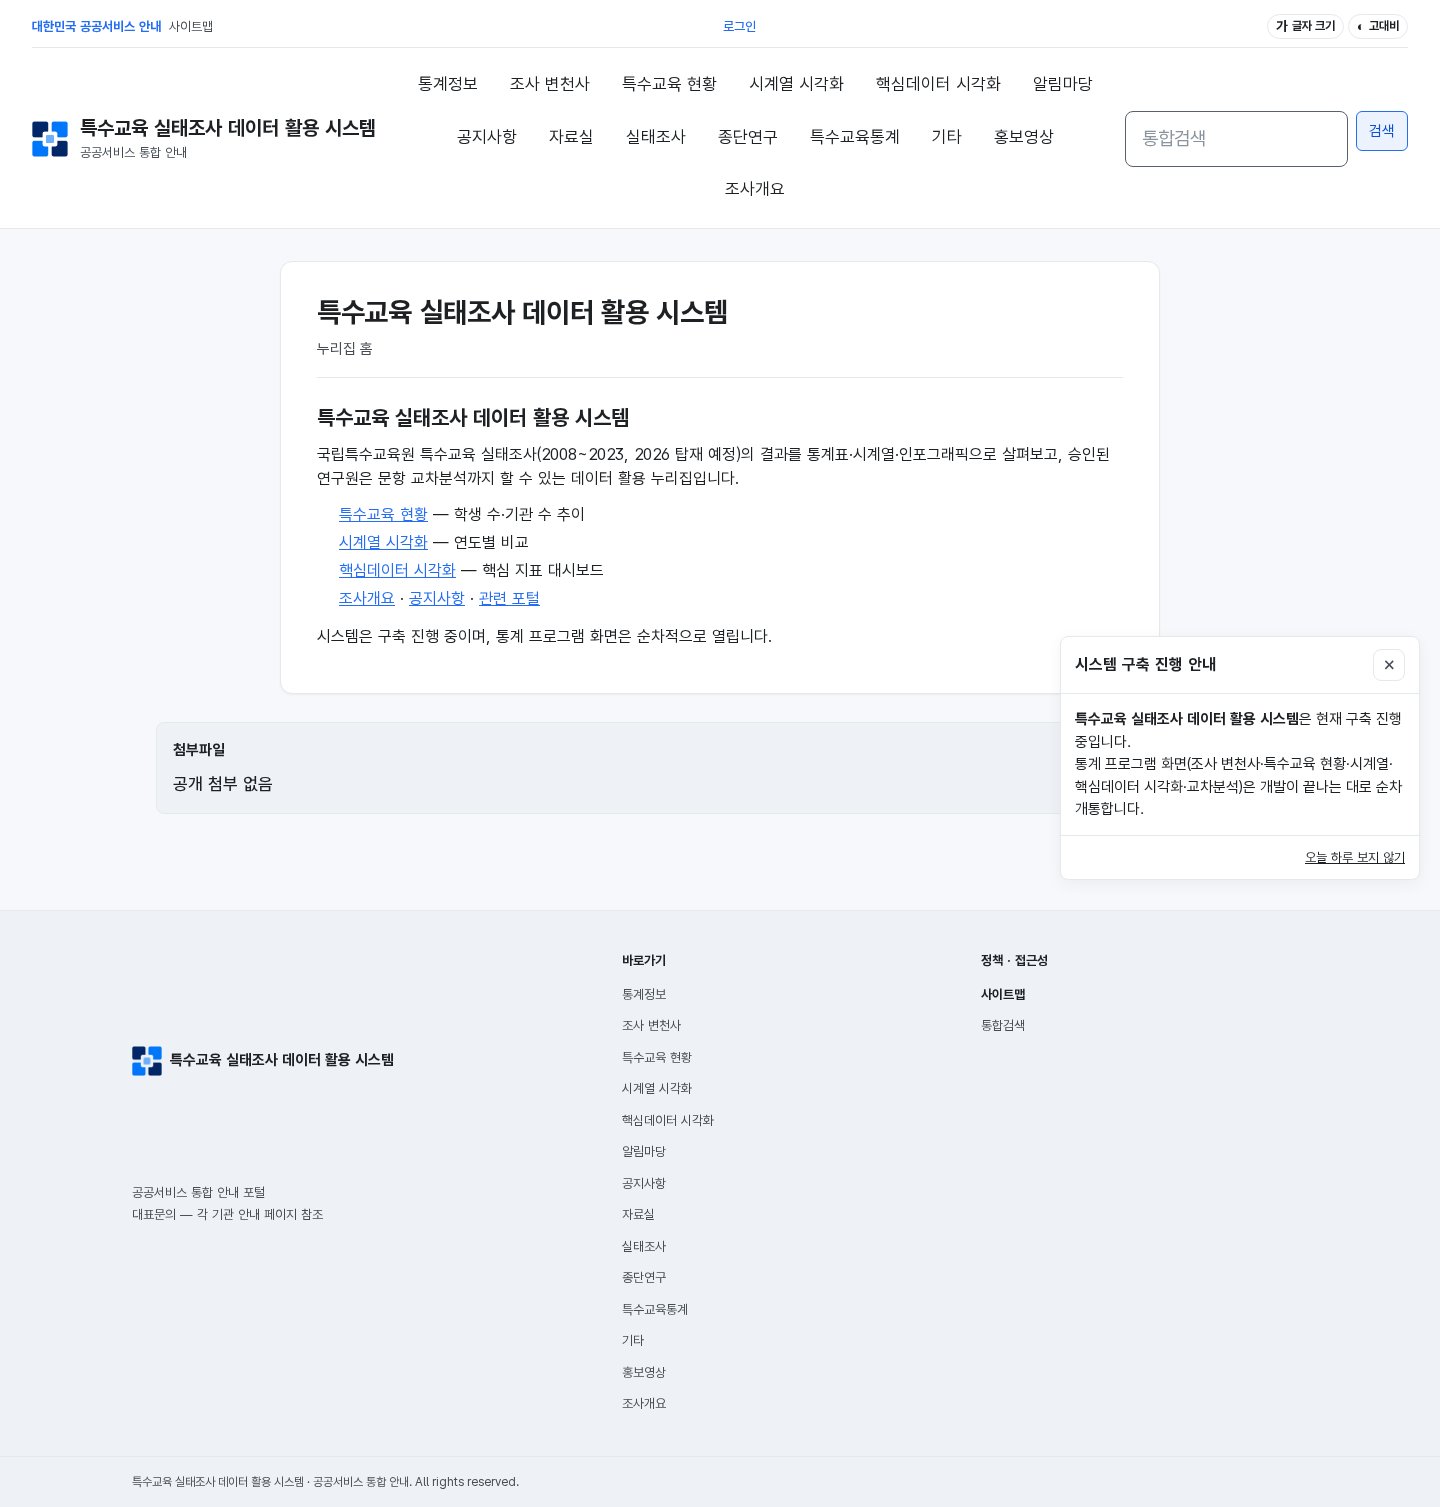 대한민국 공공서비스 안내 사이트맵
로그인
가 글자 크기
고대비
특수교육 실태조사 데이터 활용 시스템
공공서비스 통합 안내
통계정보 조사 변천사 특수교육 현황 시계열 시각화 핵심데이터 시각화 알림마당
공지사항 자료실 실태조사 종단연구 특수교육통계 기타 홍보영상
조사개요
통합검색
검색
특수교육 실태조사 데이터 활용 시스템
누리집 홈
특수교육 실태조사 데이터 활용 시스템
국립특수교육원 특수교육 실태조사(2008~2023, 2026 탑재 예정)의 결과를 통계표·시계열·인포그래픽으로 살펴보고, 승인된
연구원은 문항 교차분석까지 할 수 있는 데이터 활용 누리집입니다.
특수교육 현황 — 학생 수·기관 수 추이
시계열 시각화 — 연도별 비교
핵심데이터 시각화 — 핵심 지표 대시보드
조사개요 · 공지사항 · 관련 포털
시스템은 구축 진행 중이며, 통계 프로그램 화면은 순차적으로 열립니다.
첨부파일
공개 첨부 없음
시스템 구축 진행 안내
×
특수교육 실태조사 데이터 활용 시스템은 현재 구축 진행
중입니다.
통계 프로그램 화면(조사 변천사·특수교육 현황·시계열·
핵심데이터 시각화·교차분석)은 개발이 끝나는 대로 순차
개통합니다.
오늘 하루 보지 않기
특수교육 실태조사 데이터 활용 시스템
공공서비스 통합 안내 포털
대표문의 — 각 기관 안내 페이지 참조
바로가기
통계정보
조사 변천사
특수교육 현황
시계열 시각화
핵심데이터 시각화
알림마당
공지사항
자료실
실태조사
종단연구
특수교육통계
기타
홍보영상
조사개요
정책 · 접근성
사이트맵
통합검색
특수교육 실태조사 데이터 활용 시스템 · 공공서비스 통합 안내. All rights reserved.